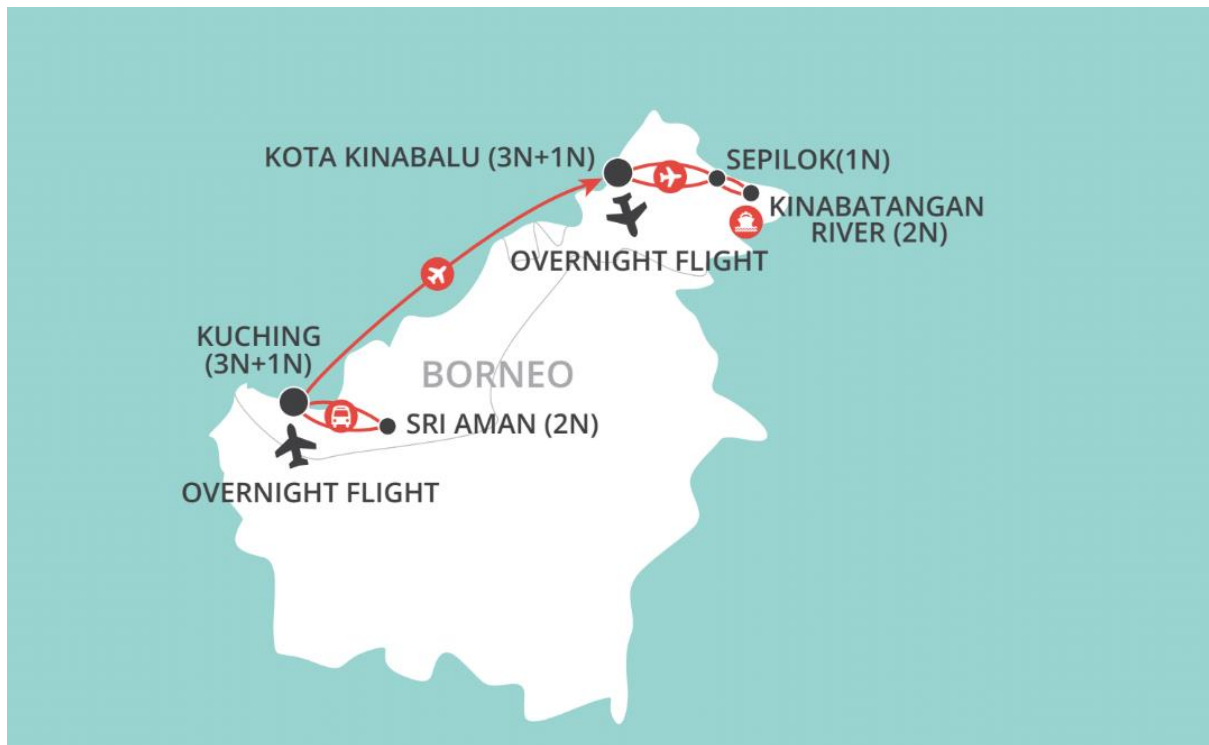 KOTA KINABALU (3N+1N)
SEPILOK(1N)
KINABATANGAN
RIVER (2N)
OVERNIGHT FLIGHT
KUCHING
(3N+1N)
BORNEO
SRI AMAN (2N)
OVERNIGHT FLIGHT